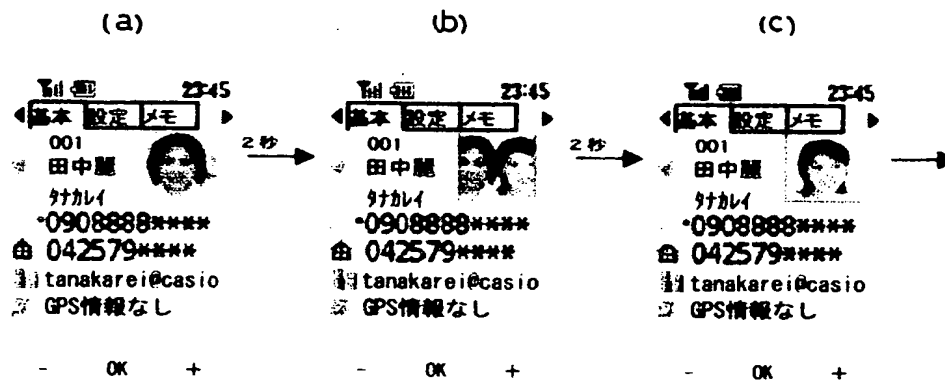 (a)
23:45
基本 設定 メモ
001
田中麗
タナカレイ
0908888****
042579****
tanakarei@casio
GPS情報なし
- OK +
2秒
(b)
23:45
基本 設定 メモ
001
田中麗
タナカレイ
0908888****
042579****
tanakarei@casio
GPS情報なし
- OK +
2秒
(c)
23:45
基本 設定 メモ
001
田中麗
タナカレイ
0908888****
042579****
tanakarei@casio
GPS情報なし
- OK +